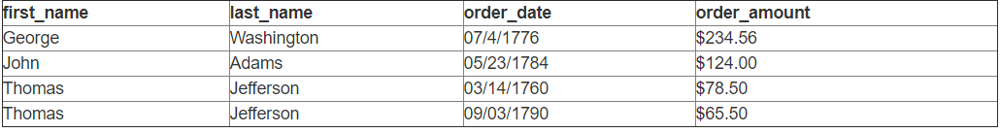 first_name last_name order_date order_amount
George Washington 07/4/1776 $234.56
John Adams 05/23/1784 $124.00
Thomas Jefferson 03/14/1760 $78.50
Thomas Jefferson 09/03/1790 $65.50